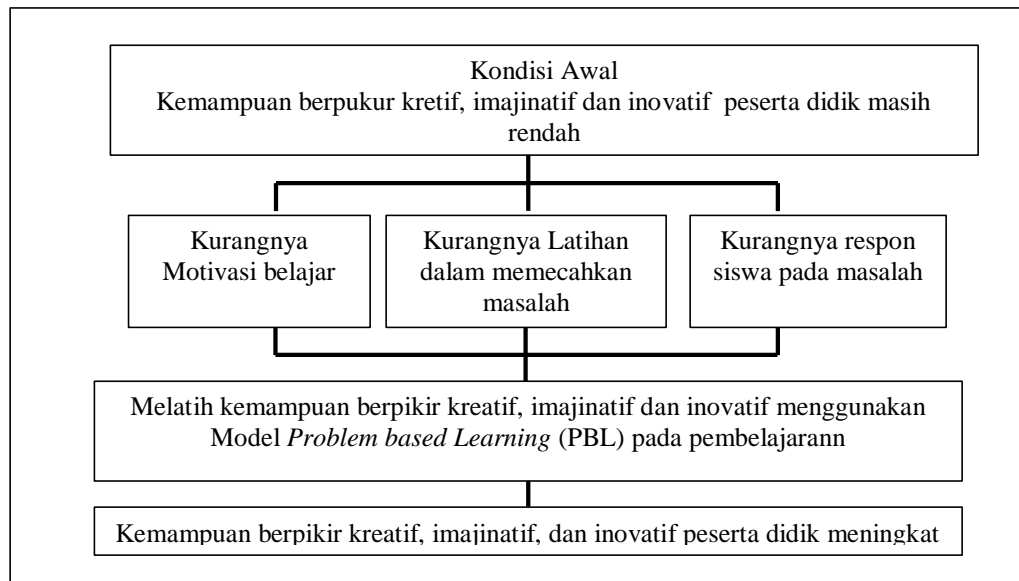 Kondisi Awal
Kemampuan berpukur kretif, imajinatif dan inovatif peserta didik masih
rendah
Kurangnya
Motivasi belajar
Kurangnya Latihan
dalam memecahkan
masalah
Kurangnya respon
siswa pada masalah
Melatih kemampuan berpikir kreatif, imajinatif dan inovatif menggunakan
Model Problem based Learning (PBL) pada pembelajarann
Kemampuan berpikir kreatif, imajinatif, dan inovatif peserta didik meningkat